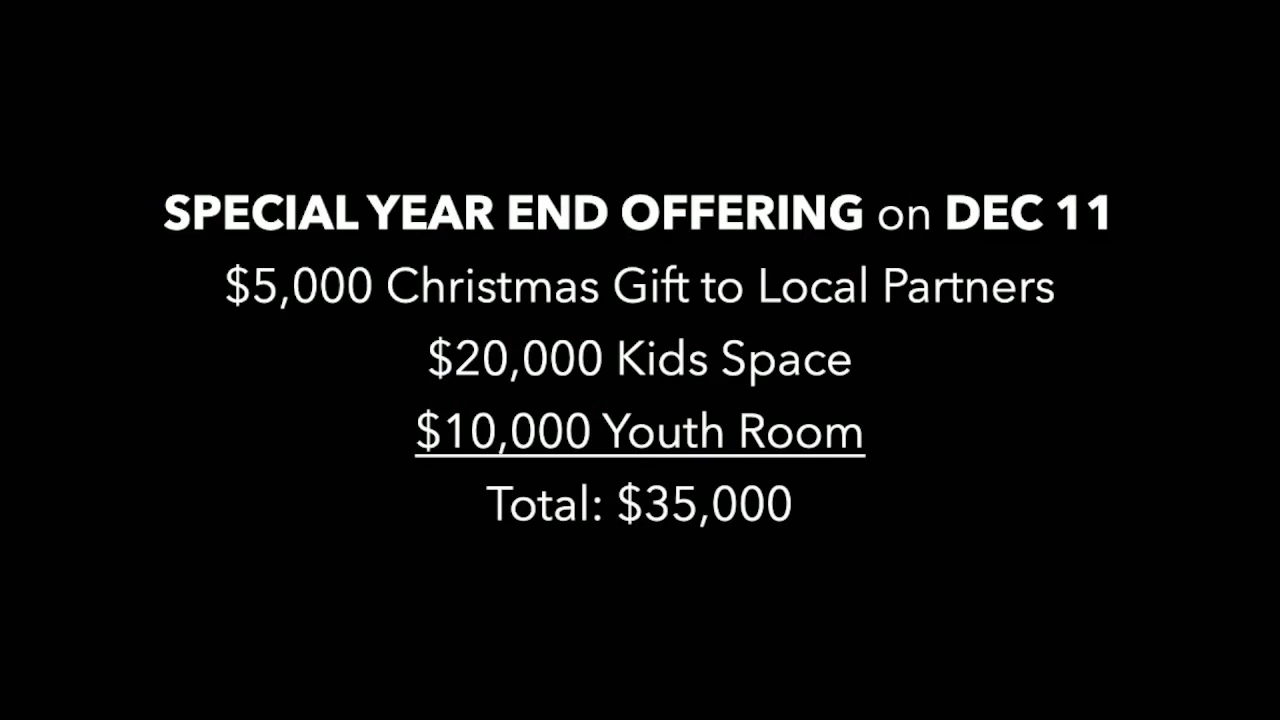 SPECIAL YEAR END OFFERING on DEC 11
$5,000 Christmas Gift to Local Partners
$20,000 Kids Space
$10,000 Youth Room
Total: $35,000